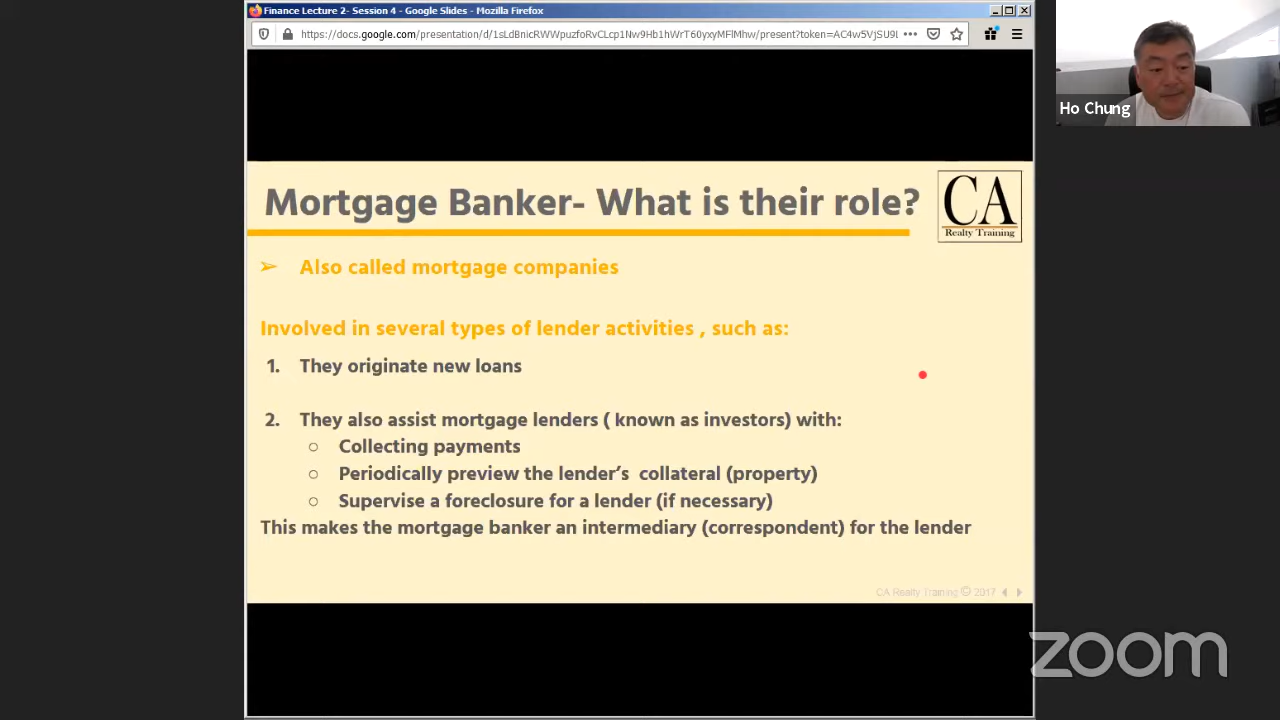 Finance Lecture 2- Session 4 - Google Slides - Mozilla Firefox
Ho Chung
Mortgage Banker- What is their role?
CA
Realty Training
➢ Also called mortgage companies
Involved in several types of lender activities , such as:
1. They originate new loans
2. They also assist mortgage lenders ( known as investors) with:
○ Collecting payments
○ Periodically preview the lender’s collateral (property)
○ Supervise a foreclosure for a lender (if necessary)
This makes the mortgage banker an intermediary (correspondent) for the lender
CA Realty Training © 2017
zoom